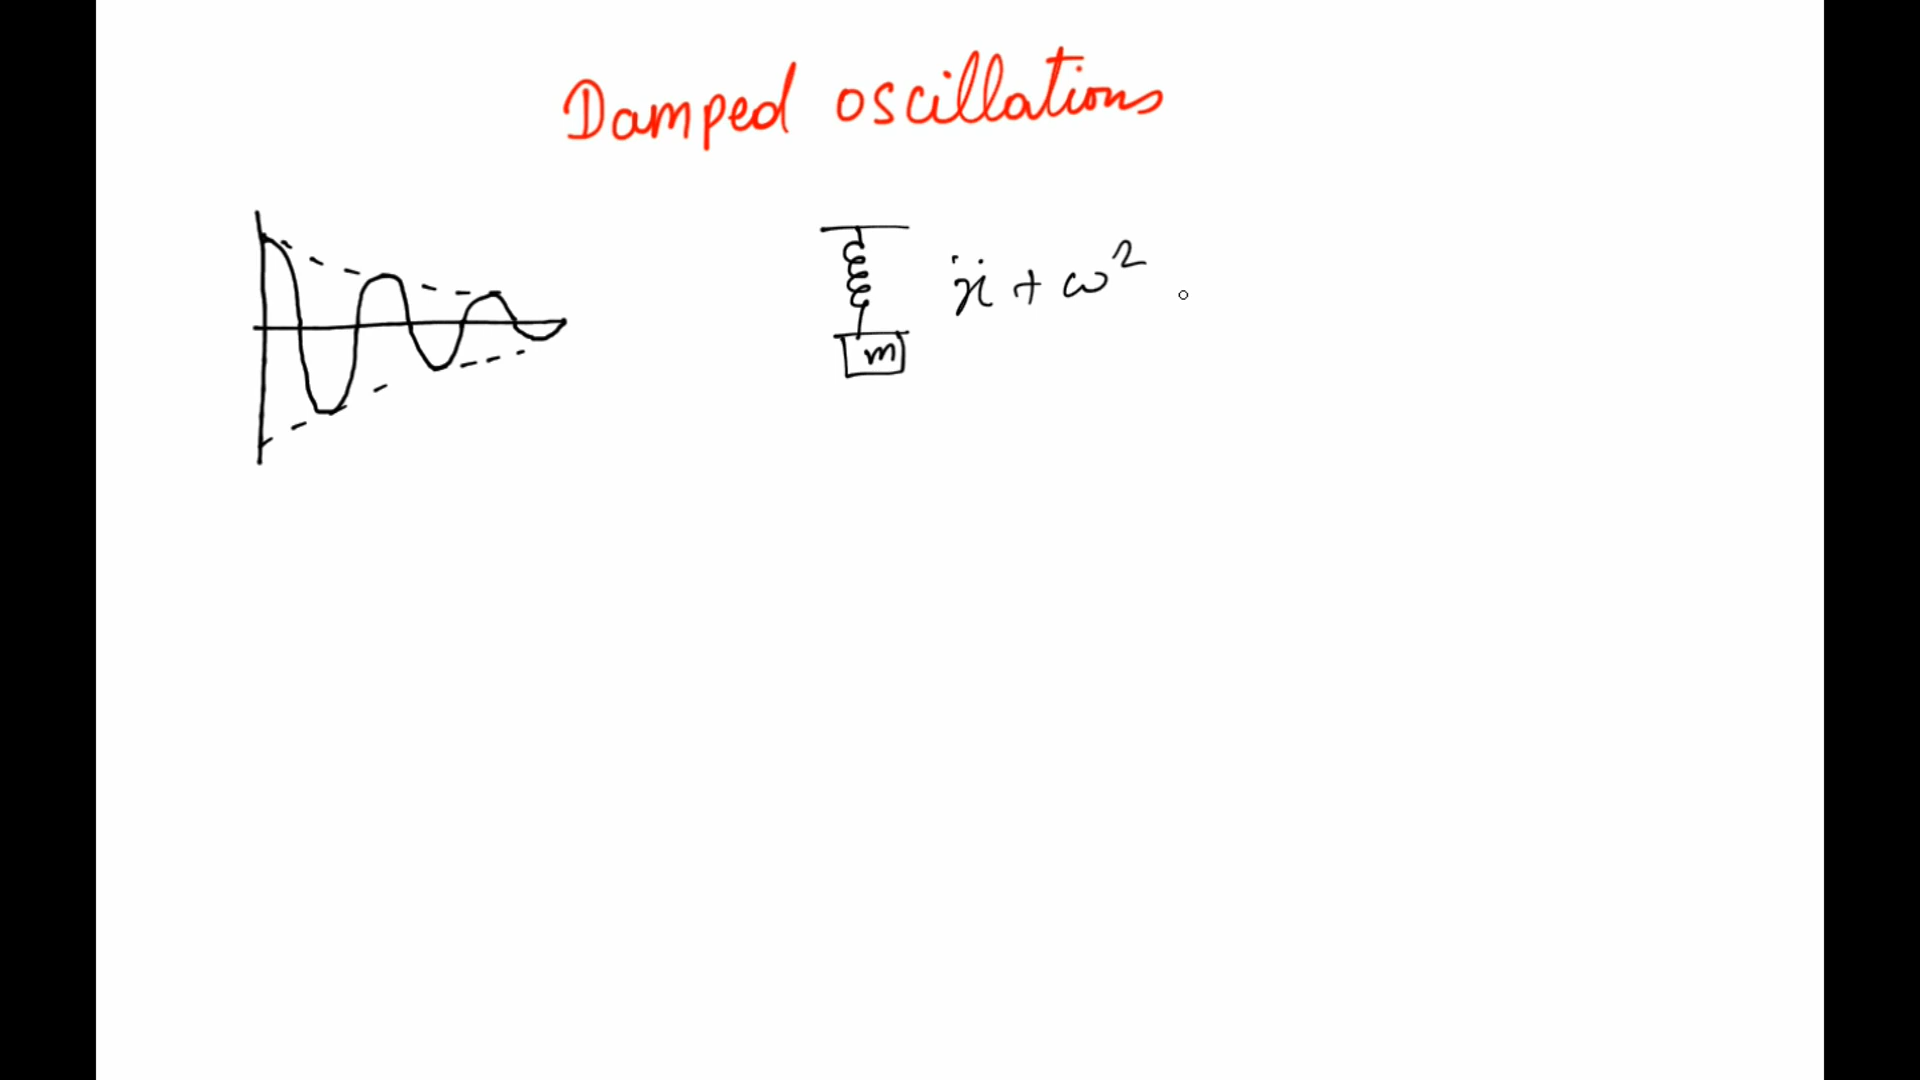 Damped oscillations
ẍ + ω²
m